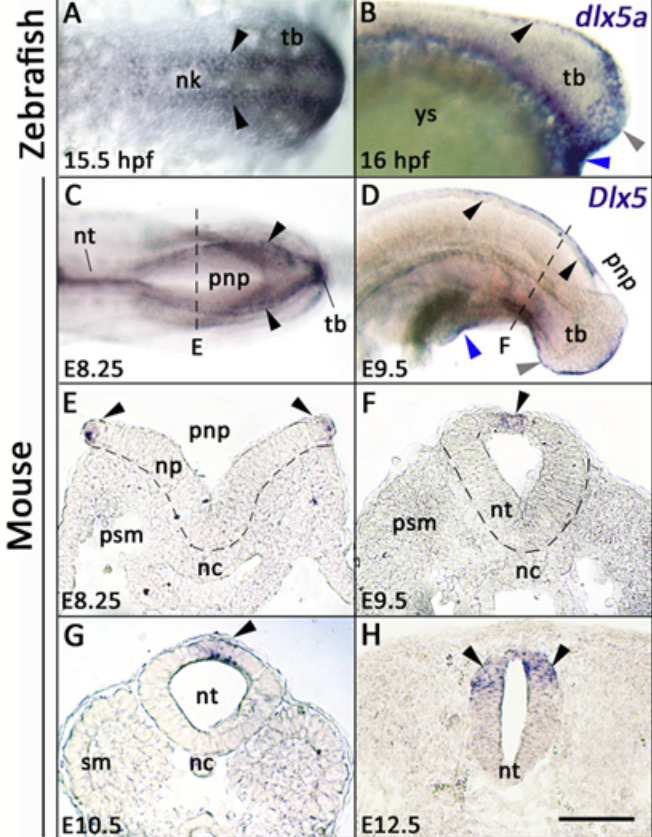 Zebrafish
A
tb
nk
15.5 hpf
B
dlx5a
tb
ys
16 hpf
Mouse
C
nt
pnp
tb
E
E8.25
D
Dlx5
pnp
tb
F
E9.5
E
pnp
np
psm
nc
E8.25
F
nt
psm
nc
E9.5
G
nt
sm
nc
E10.5
H
nt
E12.5